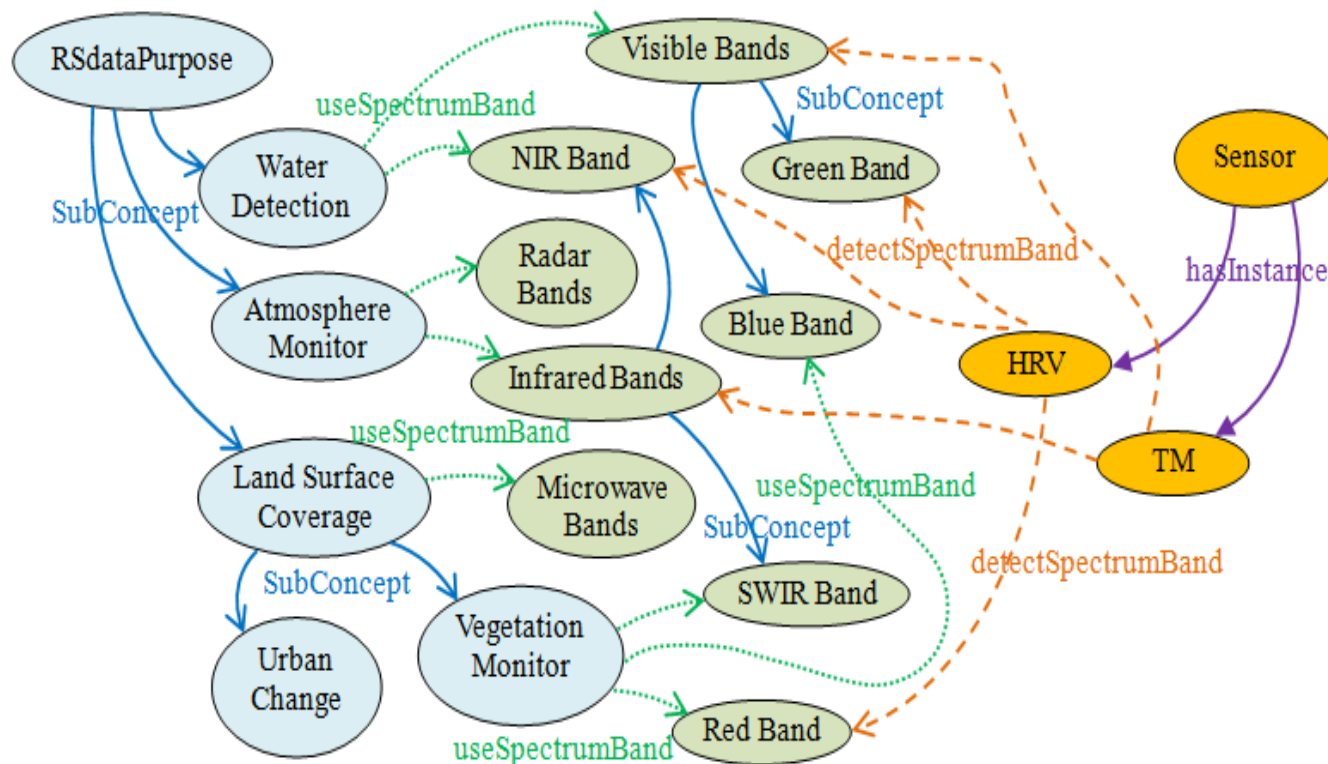 RSdataPurpose
Visible Bands
useSpectrumBand
SubConcept
Water
Detection
NIR Band
Green Band
Sensor
SubConcept
Radar
Bands
detectSpectrumBand
hasInstance
Atmosphere
Monitor
Blue Band
HRV
Infrared Bands
useSpectrumBand
TM
Land Surface
Coverage
Microwave
Bands
useSpectrumBand
SubConcept
detectSpectrumBand
SubConcept
SWIR Band
Vegetation
Monitor
Urban
Change
Red Band
useSpectrumBand